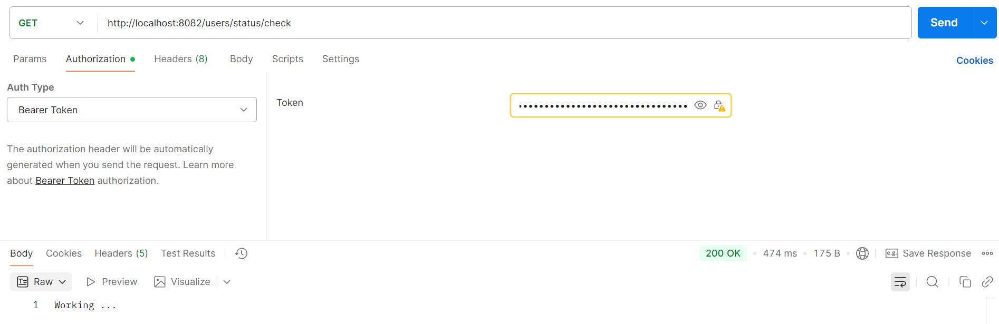 GET http://localhost:8082/users/status/check Send
Params Authorization Headers (8) Body Scripts Settings Cookies
Auth Type
Bearer Token
Token
The authorization header will be automatically
generated when you send the request. Learn more
about Bearer Token authorization.
Body Cookies Headers (5) Test Results 200 OK 474 ms 175 B e.g. Save Response
Raw Preview Visualize
1 Working ...